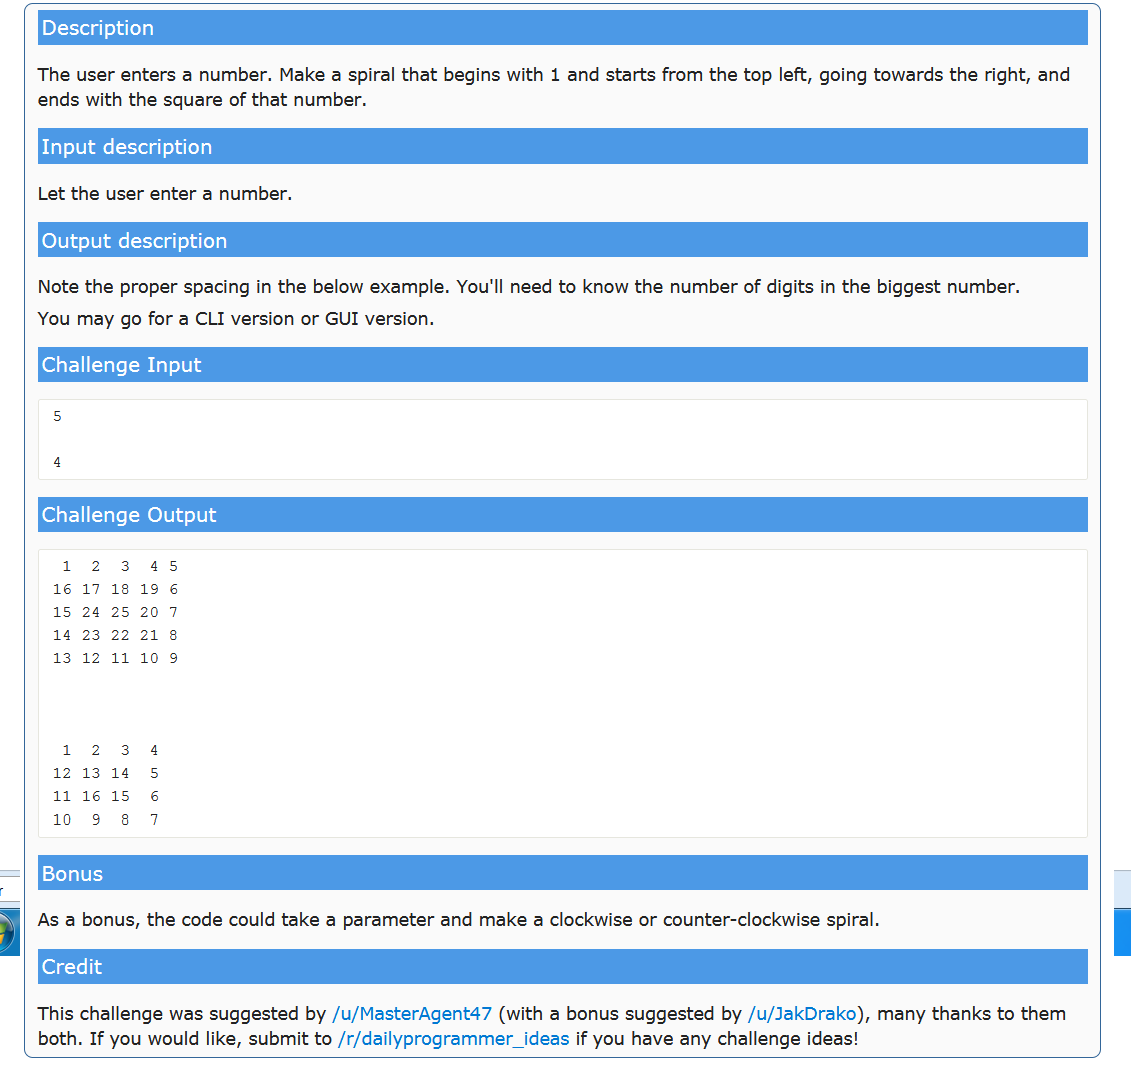 Description
The user enters a number. Make a spiral that begins with 1 and starts from the top left, going towards the right, and
ends with the square of that number.
Input description
Let the user enter a number.
Output description
Note the proper spacing in the below example. You'll need to know the number of digits in the biggest number.
You may go for a CLI version or GUI version.
Challenge Input
5
4
Challenge Output
 1  2  3  4 5
16 17 18 19 6
15 24 25 20 7
14 23 22 21 8
13 12 11 10 9
 1  2  3  4
12 13 14  5
11 16 15  6
10  9  8  7
Bonus
As a bonus, the code could take a parameter and make a clockwise or counter-clockwise spiral.
Credit
This challenge was suggested by /u/MasterAgent47 (with a bonus suggested by /u/JakDrako), many thanks to them
both. If you would like, submit to /r/dailyprogrammer_ideas if you have any challenge ideas!